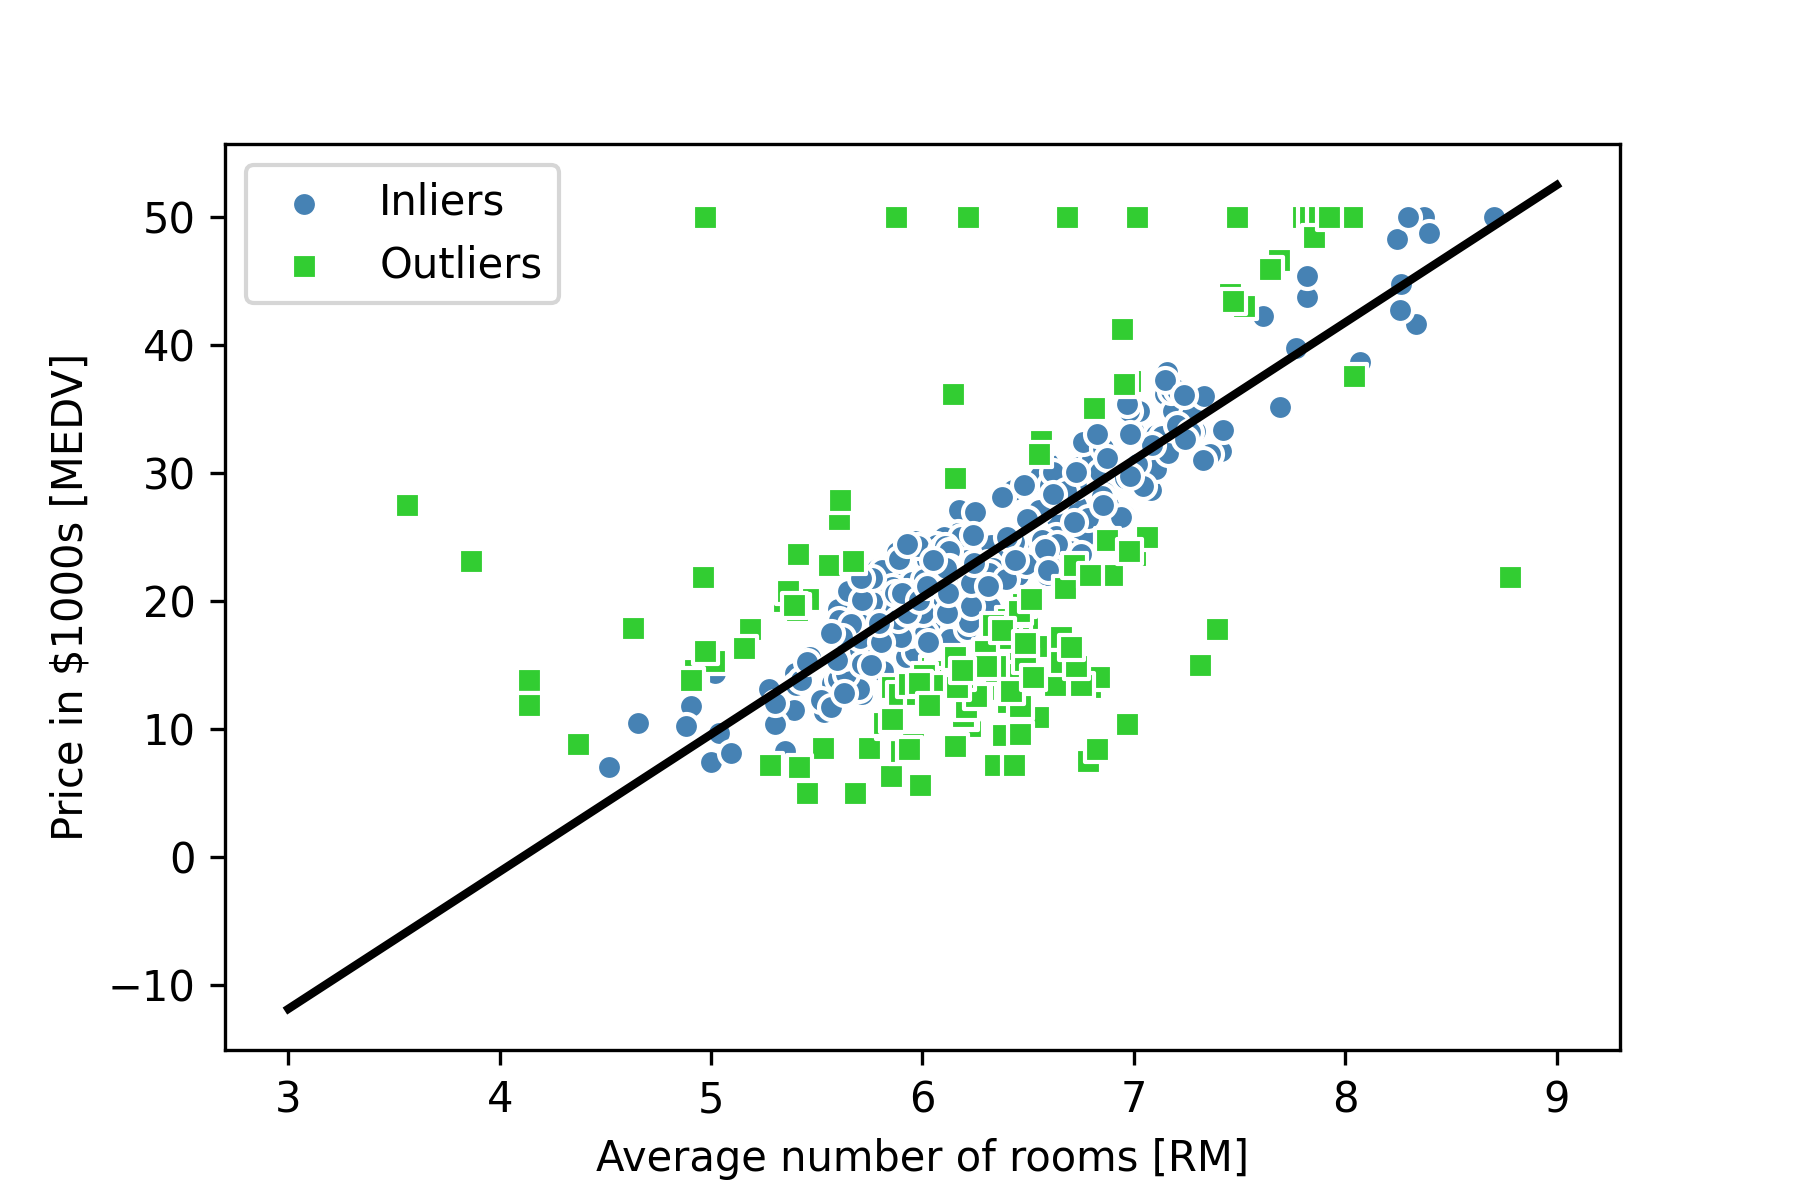 Inliers
Outliers
50
40
30
20
10
0
−10
Price in $1000s [MEDV]
3 4 5 6 7 8 9
Average number of rooms [RM]